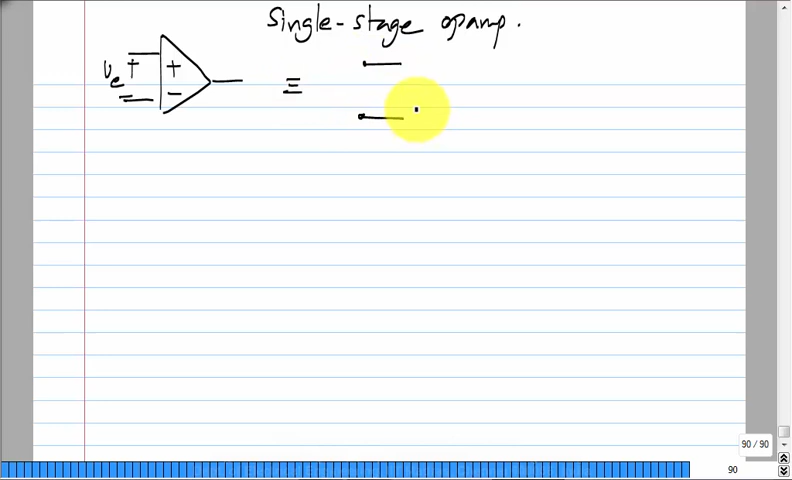 Single-stage opamp.
Ve + + - ≡
90 / 90
90